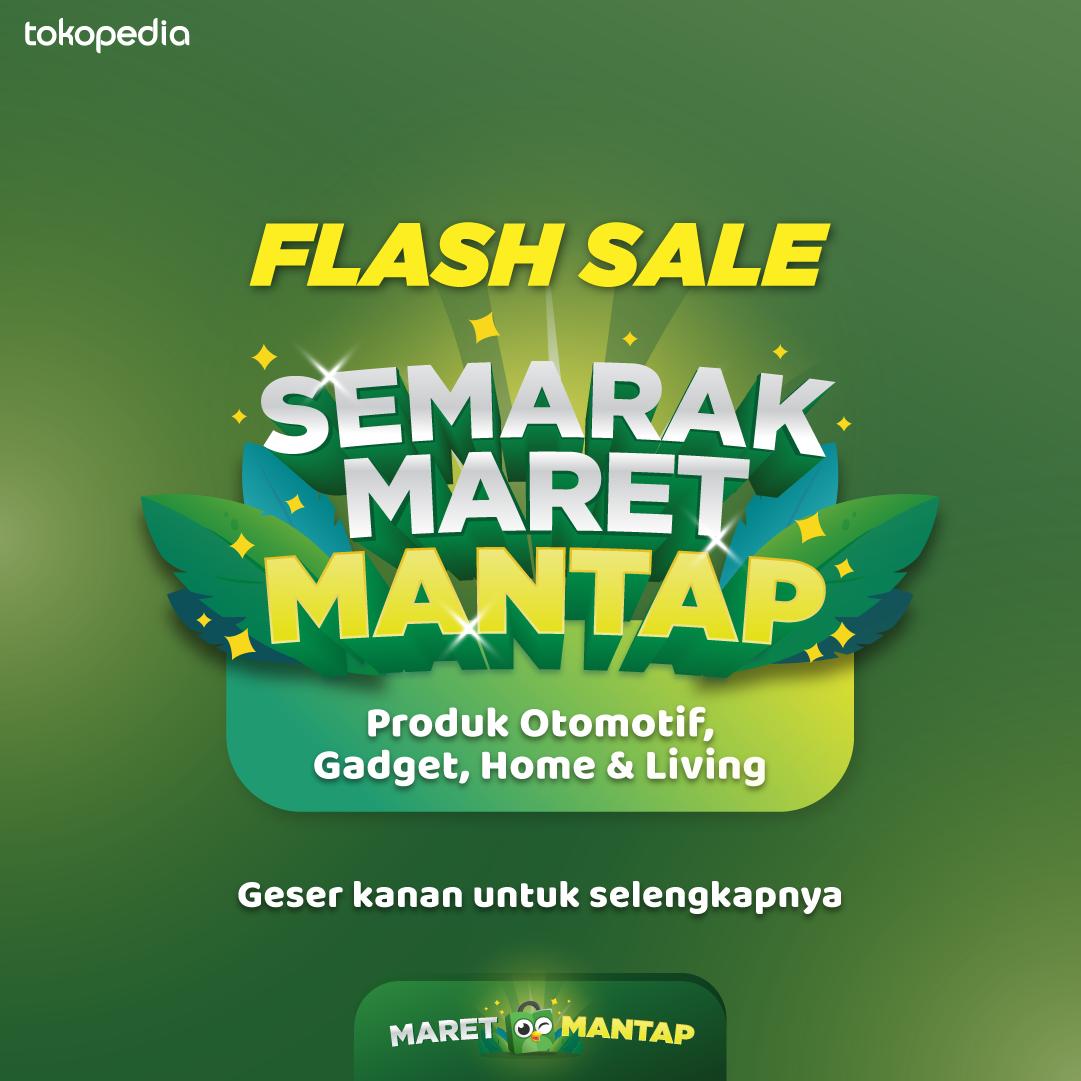 tokopedia
FLASH SALE
SEMARAK
MARET
MANTAP
Produk Otomotif,
Gadget, Home & Living
Geser kanan untuk selengkapnya
MARET MANTAP